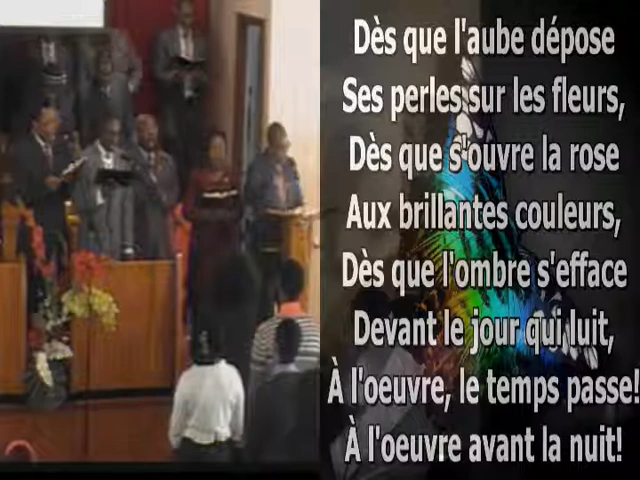 Dès que l'aube dépose
Ses perles sur les fleurs,
Dès que s'ouvre la rose
Aux brillantes couleurs,
Dès que l'ombre s'efface
Devant le jour qui luit,
À l'oeuvre, le temps passe!
À l'oeuvre avant la nuit!